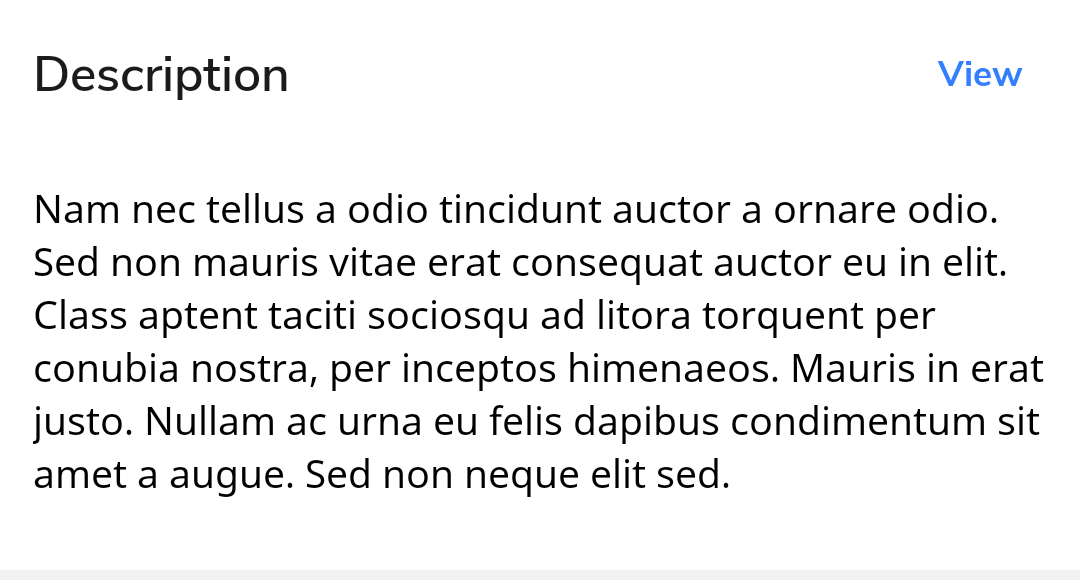 Description
View
Nam nec tellus a odio tincidunt auctor a ornare odio.
Sed non mauris vitae erat consequat auctor eu in elit.
Class aptent taciti sociosqu ad litora torquent per
conubia nostra, per inceptos himenaeos. Mauris in erat
justo. Nullam ac urna eu felis dapibus condimentum sit
amet a augue. Sed non neque elit sed.